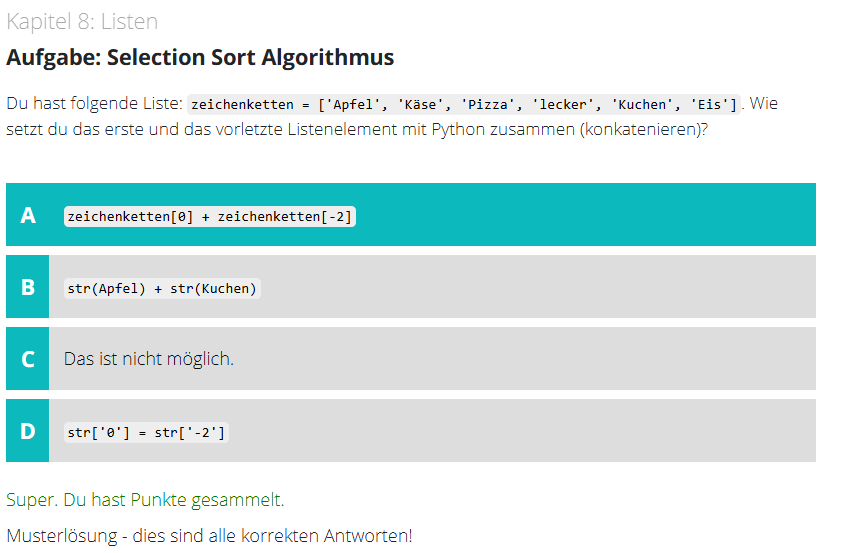 Kapitel 8: Listen
Aufgabe: Selection Sort Algorithmus
Du hast folgende Liste: zeichenketten = ['Apfel', 'Käse', 'Pizza', 'lecker', 'Kuchen', 'Eis'] . Wie
setzt du das erste und das vorletzte Listenelement mit Python zusammen (konkatenieren)?
A zeichenketten[0] + zeichenketten[-2]
B str(Apfel) + str(Kuchen)
C Das ist nicht möglich.
D str['0'] = str['-2']
Super. Du hast Punkte gesammelt.
Musterlösung - dies sind alle korrekten Antworten!